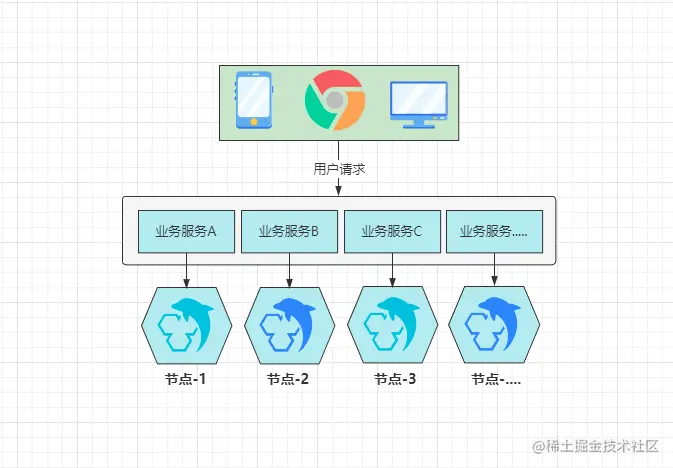 用户请求
业务服务A
业务服务B
业务服务C
业务服务.....
节点-1
节点-2
节点-3
节点-....
@稀土掘金技术社区